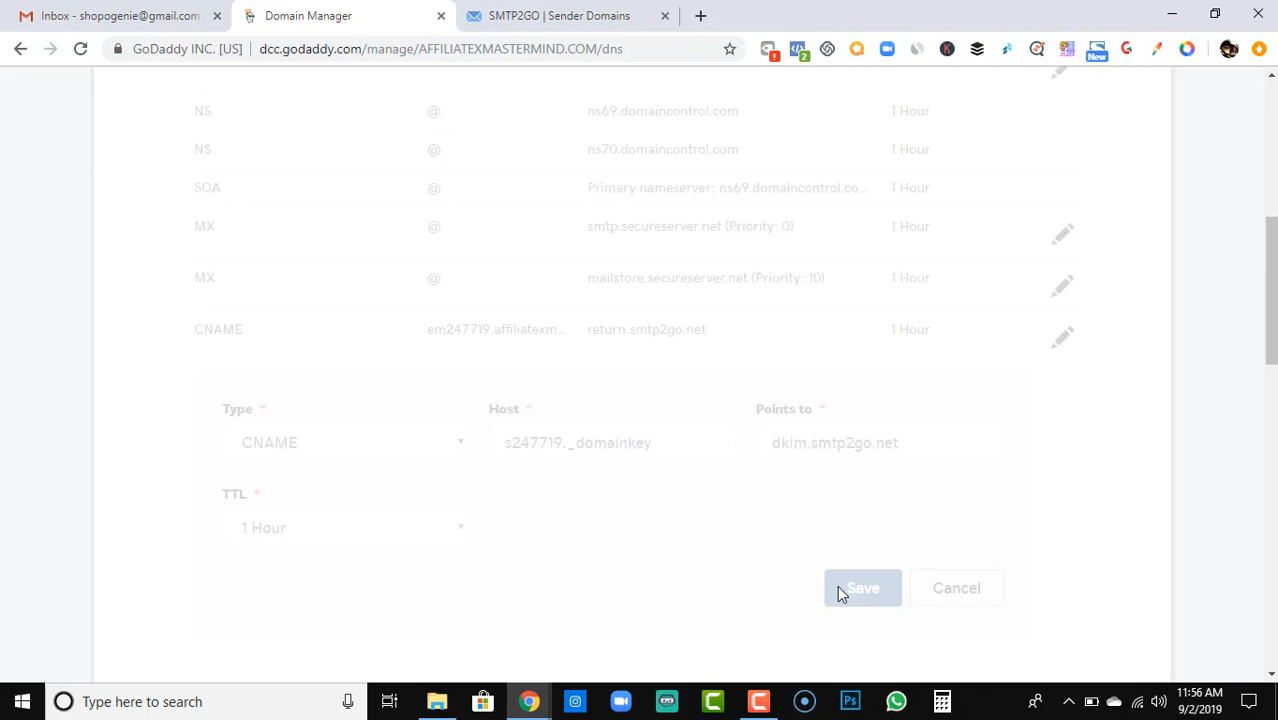 Inbox - shopogenie@gmail.com
Domain Manager
SMTP2GO | Sender Domains
GoDaddy INC. [US] | dcc.godaddy.com/manage/AFFILIATEXMASTERMIND.COM/dns
New
NS @ ns69.domaincontrol.com 1 Hour
NS @ ns70.domaincontrol.com 1 Hour
SOA @ Primary nameserver: ns69.domaincontrol.co... 1 Hour
MX @ smtp.secureserver.net (Priority: 0) 1 Hour
MX @ mailstore.secureserver.net (Priority: 10) 1 Hour
CNAME em247719.affiliatexm... return.smtp2go.net 1 Hour
Type * Host * Points to *
CNAME s247719._domainkey dkim.smtp2go.net
TTL *
1 Hour
Save Cancel
Type here to search
11:56 AM
9/2/2019